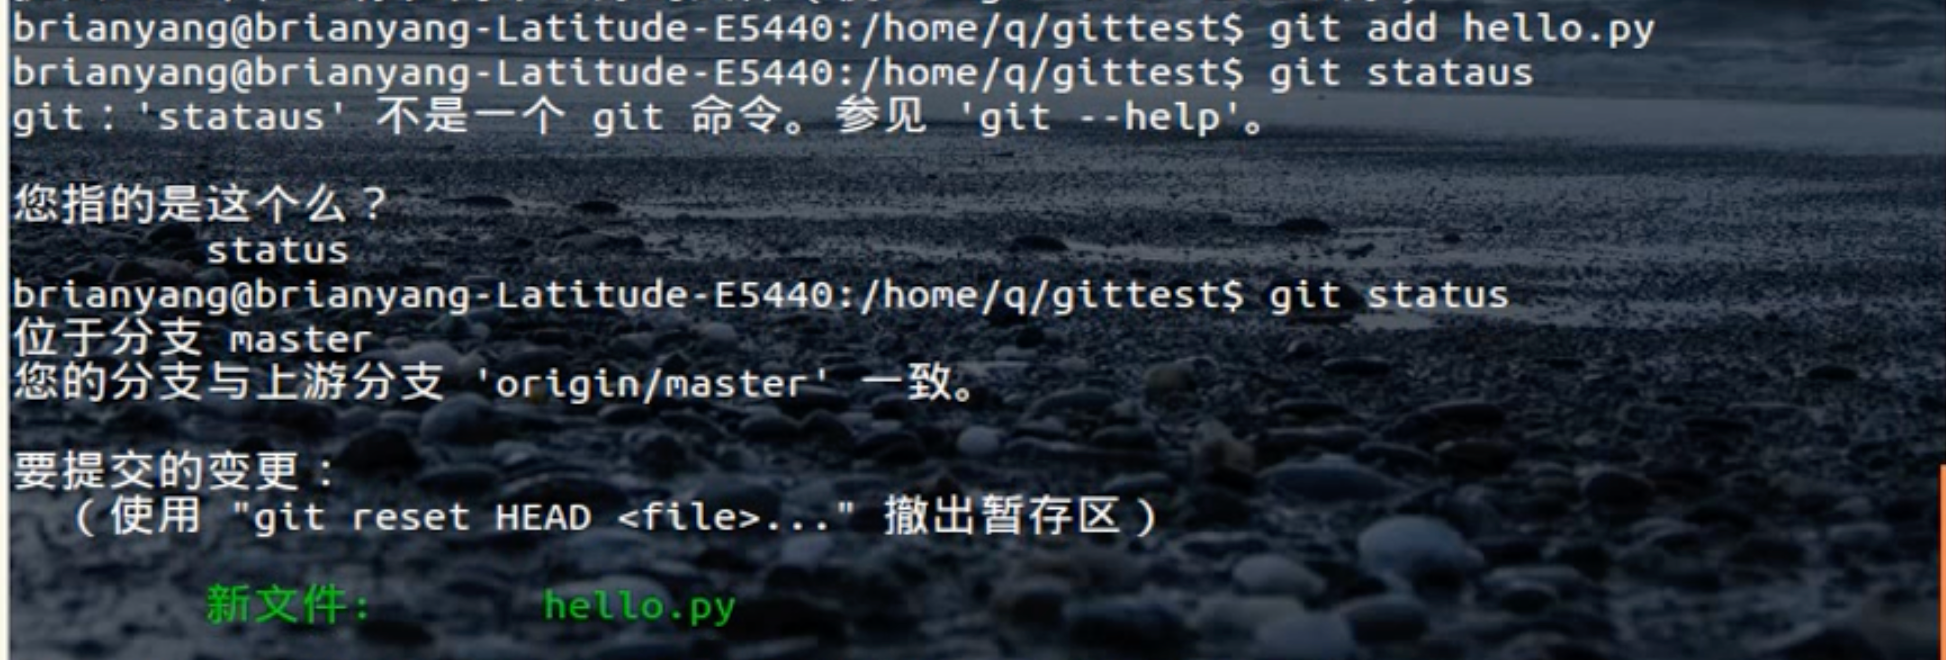 brianyang@brianyang-Latitude-E5440:/home/q/gittest$ git add hello.py
brianyang@brianyang-Latitude-E5440:/home/q/gittest$ git stataus
git：'stataus' 不是一个 git 命令。参见 'git --help'。
您指的是这个么？
status
brianyang@brianyang-Latitude-E5440:/home/q/gittest$ git status
位于分支 master
您的分支与上游分支 'origin/master' 一致。
要提交的变更：
（使用 "git reset HEAD <file>..." 撤出暂存区）
新文件: hello.py